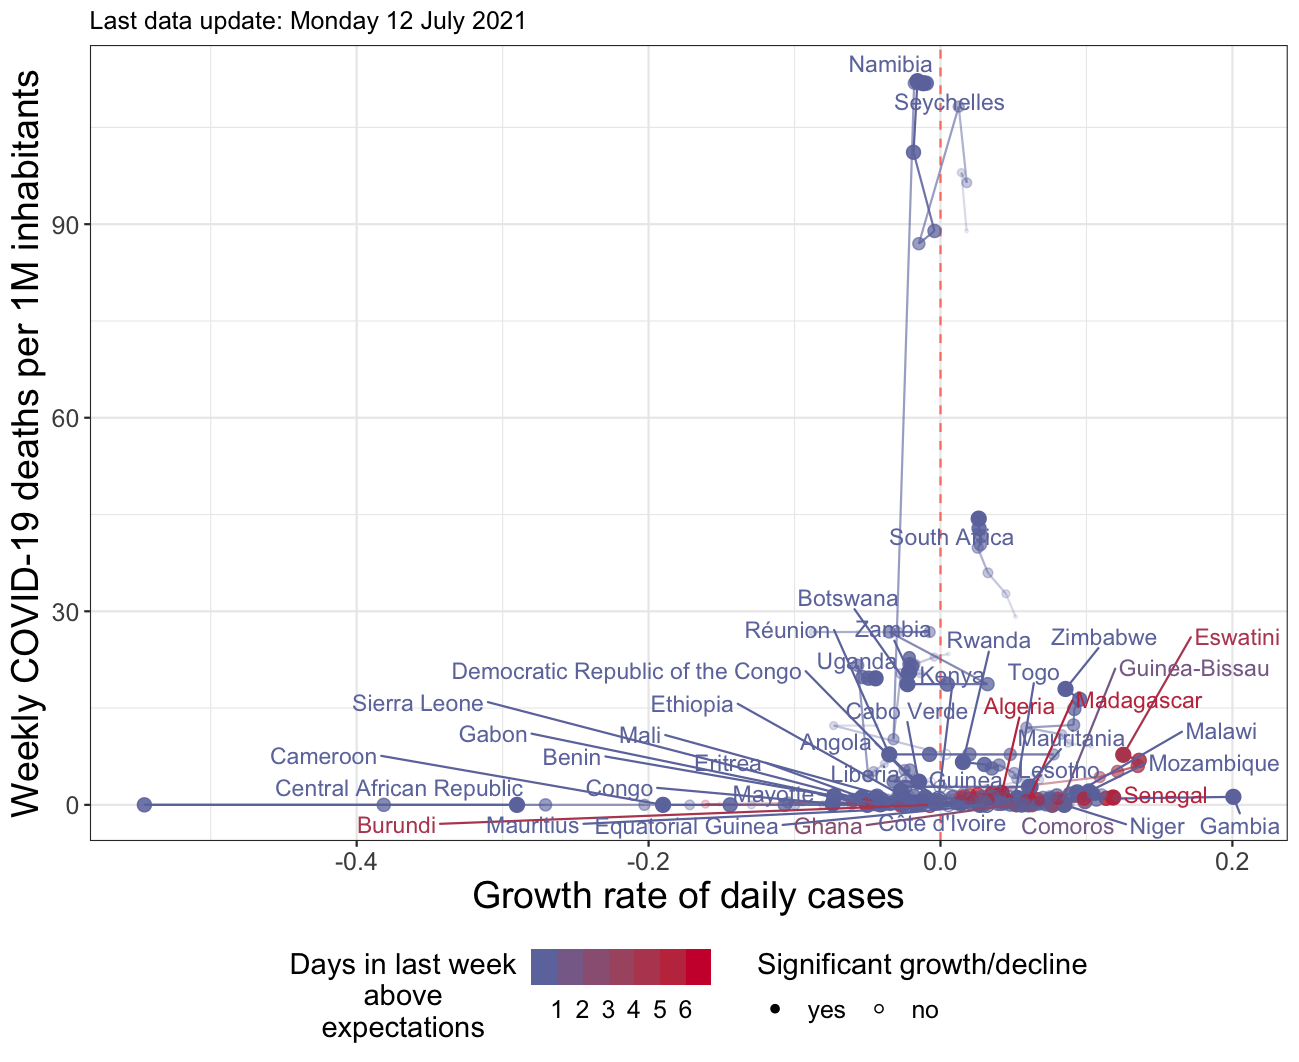 Last data update: Monday 12 July 2021
Weekly COVID-19 deaths per 1M inhabitants
90
60
30
0
Namibia
Seychelles
South Africa
Botswana
Réunion
Zambia
Rwanda
Zimbabwe
Eswatini
Uganda
Democratic Republic of the Congo
Kenya
Togo
Guinea-Bissau
Sierra Leone
Ethiopia
Cabo Verde
Algeria
Madagascar
Gabon
Mali
Angola
Mauritania
Malawi
Cameroon
Benin
Eritrea
Liberia
Guinea
Lesotho
Mozambique
Central African Republic
Congo
Mayotte
Senegal
Burundi
Mauritius
Equatorial Guinea
Ghana
Côte d'Ivoire
Comoros
Niger
Gambia
-0.4
-0.2
0.0
0.2
Growth rate of daily cases
Days in last week
above
expectations
1 2 3 4 5 6
Significant growth/decline
yes
no